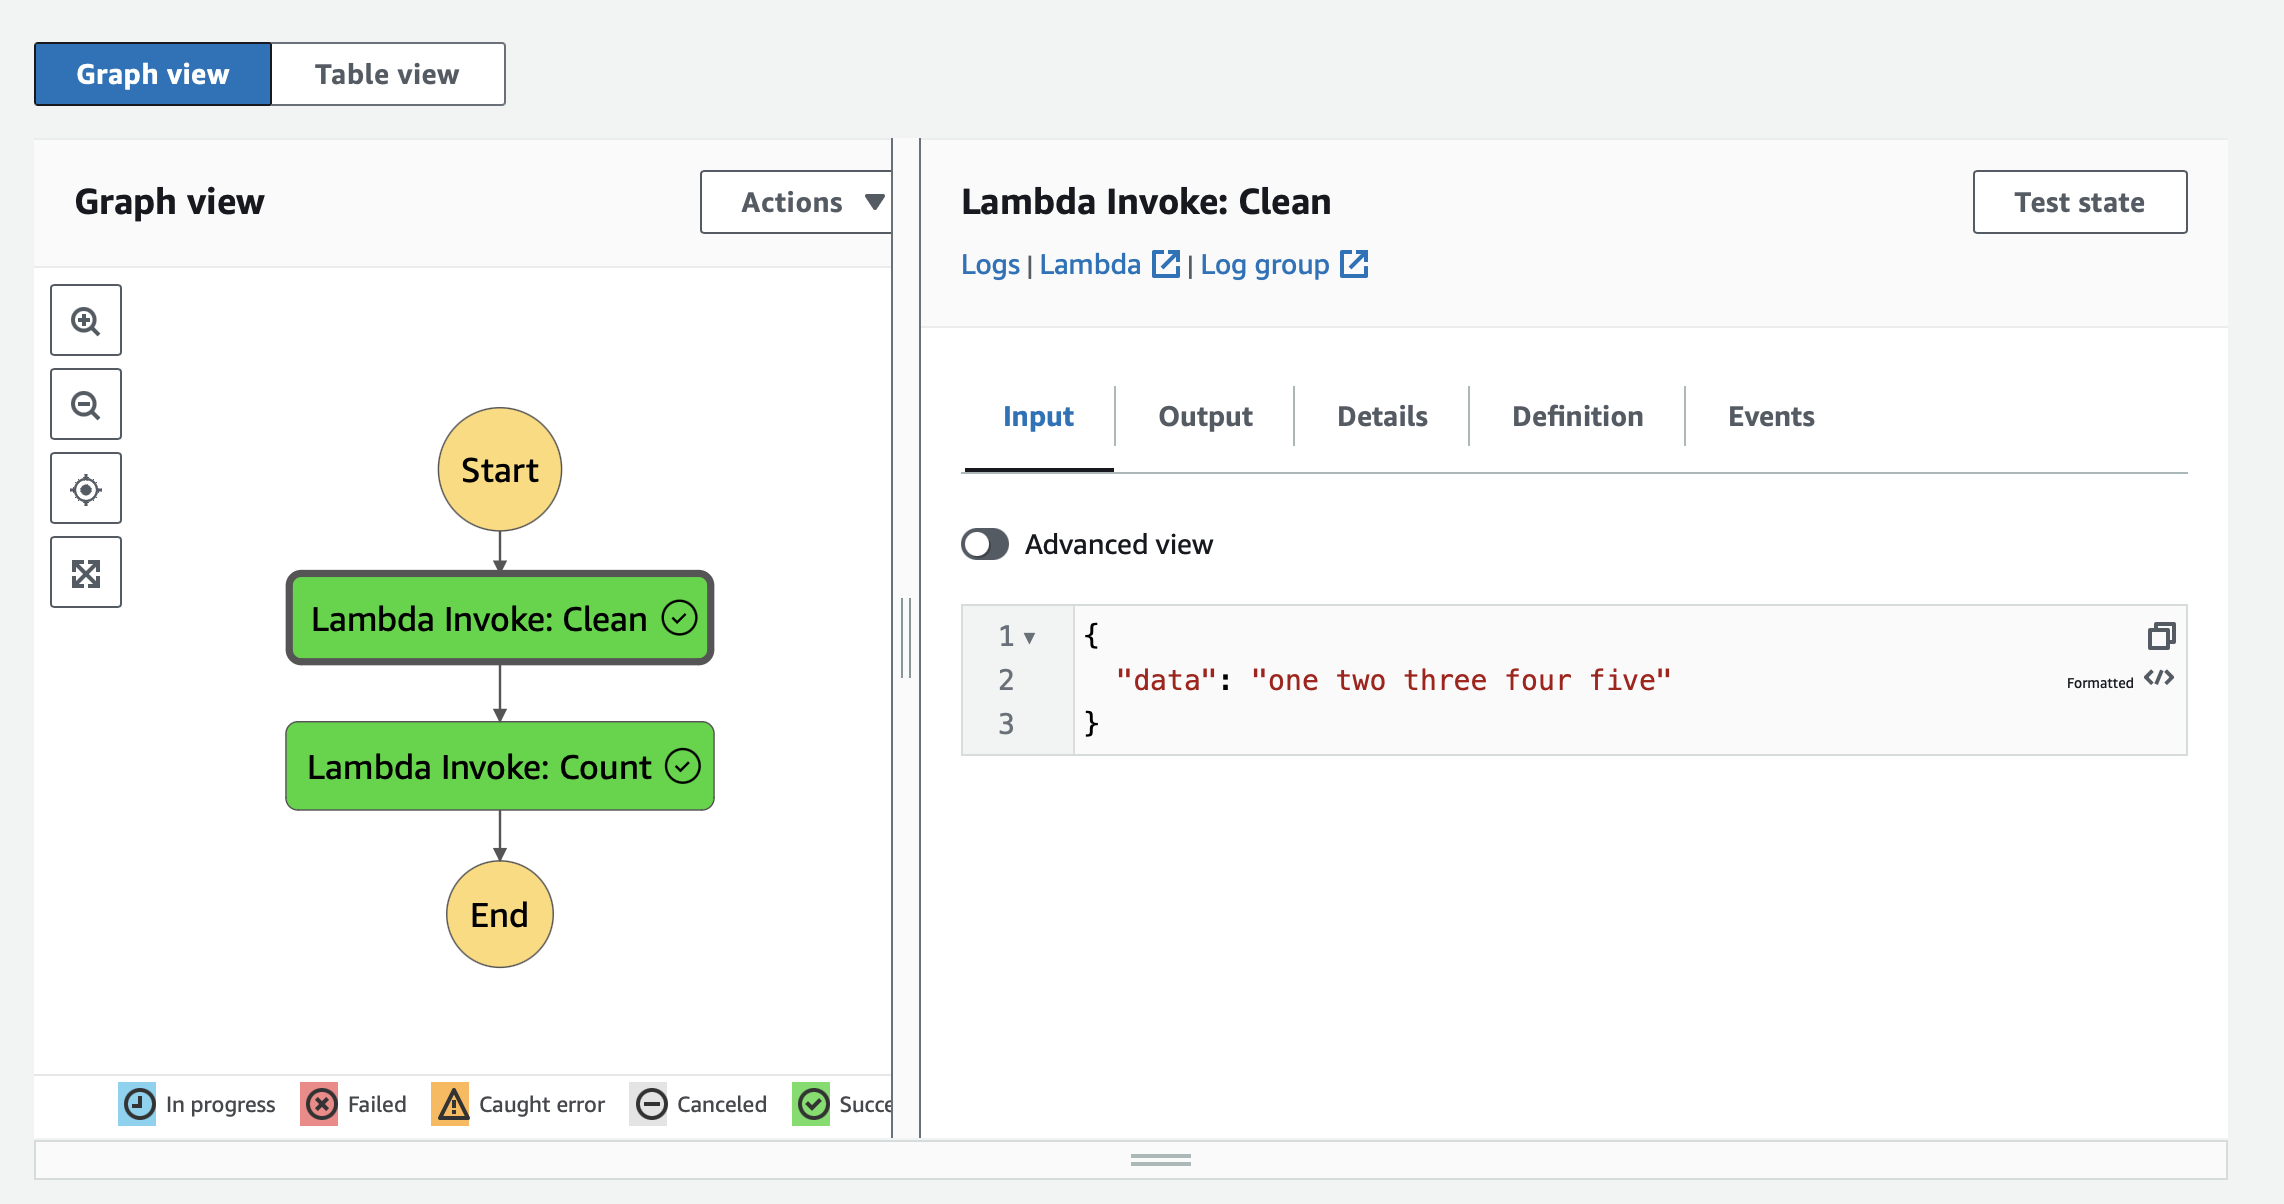 Graph view Table view
Graph view Actions
Lambda Invoke: Clean Test state
Logs | Lambda | Log group
Input Output Details Definition Events
Start
Lambda Invoke: Clean
Lambda Invoke: Count
End
Advanced view
1 {
2 "data": "one two three four five"
3 }
Formatted </>
In progress Failed Caught error Canceled Succe